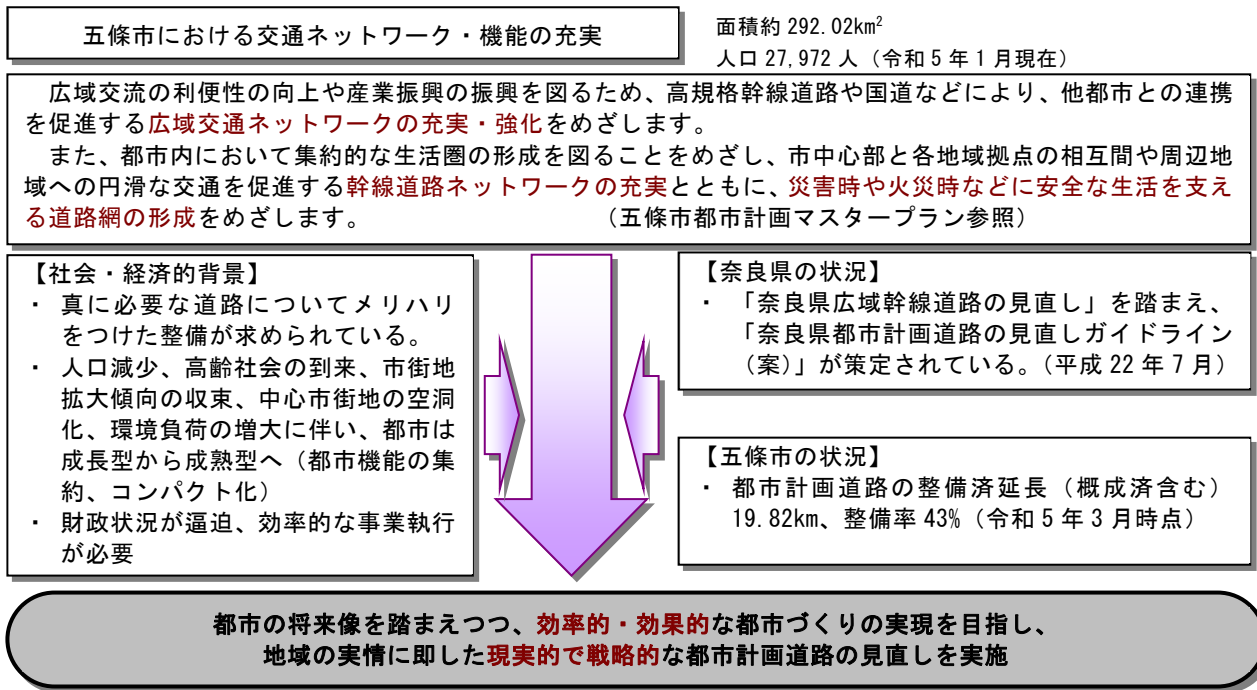 五條市における交通ネットワーク・機能の充実
面積約 292.02km²
人口 27,972 人（令和 5 年 1 月現在）
広域交流の利便性の向上や産業振興の振興を図るため、高規格幹線道路や国道などにより、他都市との連携
を促進する広域交通ネットワークの充実・強化をめざします。
また、都市内において集約的な生活圏の形成を図ることをめざし、市中心部と各地域拠点の相互間や周辺地
域への円滑な交通を促進する幹線道路ネットワークの充実とともに、災害時や火災時などに安全な生活を支え
る道路網の形成をめざします。　（五條市都市計画マスタープラン参照）
【社会・経済的背景】
・ 真に必要な道路についてメリハリ
をつけた整備が求められている。
・ 人口減少、高齢社会の到来、市街地
拡大傾向の収束、中心市街地の空洞
化、環境負荷の増大に伴い、都市は
成長型から成熟型へ（都市機能の集
約、コンパクト化）
・ 財政状況が逼迫、効率的な事業執行
が必要
【奈良県の状況】
・ 「奈良県広域幹線道路の見直し」を踏まえ、
「奈良県都市計画道路の見直しガイドライン
（案）」が策定されている。（平成 22 年 7 月）
【五條市の状況】
・ 都市計画道路の整備済延長（概成済含む）
19.82km、整備率 43%（令和 5 年 3 月時点）
都市の将来像を踏まえつつ、効率的・効果的な都市づくりの実現を目指し、
地域の実情に即した現実的で戦略的な都市計画道路の見直しを実施